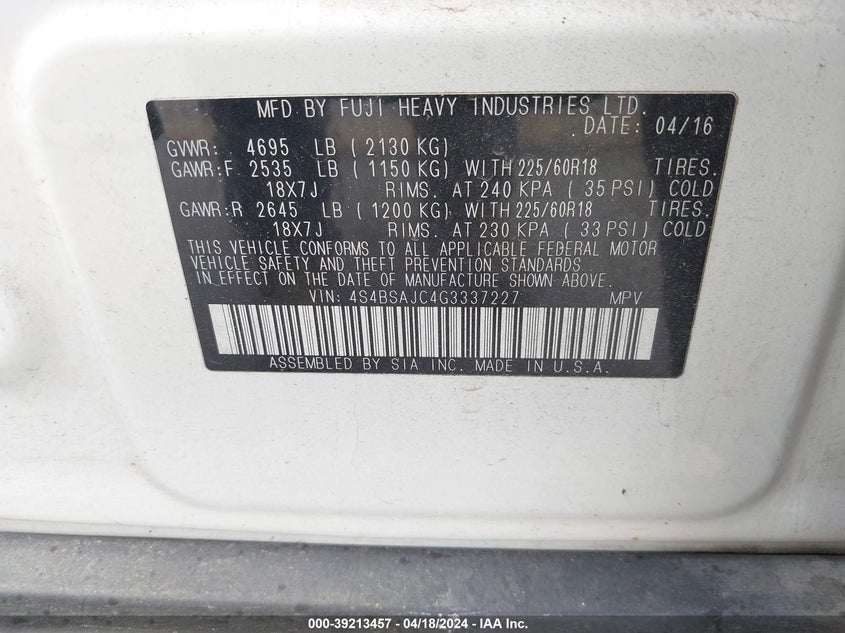 MFD BY FUJI HEAVY INDUSTRIES LTD.
DATE: 04/16
GVWR: 4695 LB ( 2130 KG)
GAWR:F 2535 LB ( 1150 KG) WITH 225/60R18 TIRES.
18X7J RIMS. AT 240 KPA ( 35 PSI) COLD
GAWR:R 2645 LB ( 1200 KG) WITH 225/60R18 TIRES.
18X7J RIMS. AT 230 KPA ( 33 PSI) COLD
THIS VEHICLE CONFORMS TO ALL APPLICABLE FEDERAL MOTOR
VEHICLE SAFETY AND THEFT PREVENTION STANDARDS
IN EFFECT ON THE DATE OF MANUFACTURE SHOWN ABOVE.
VIN: 4S4BSAJC4G3337227 MPV
ASSEMBLED BY SIA INC. MADE IN U.S.A.
000-39213457 - 04/18/2024 - IAA Inc.